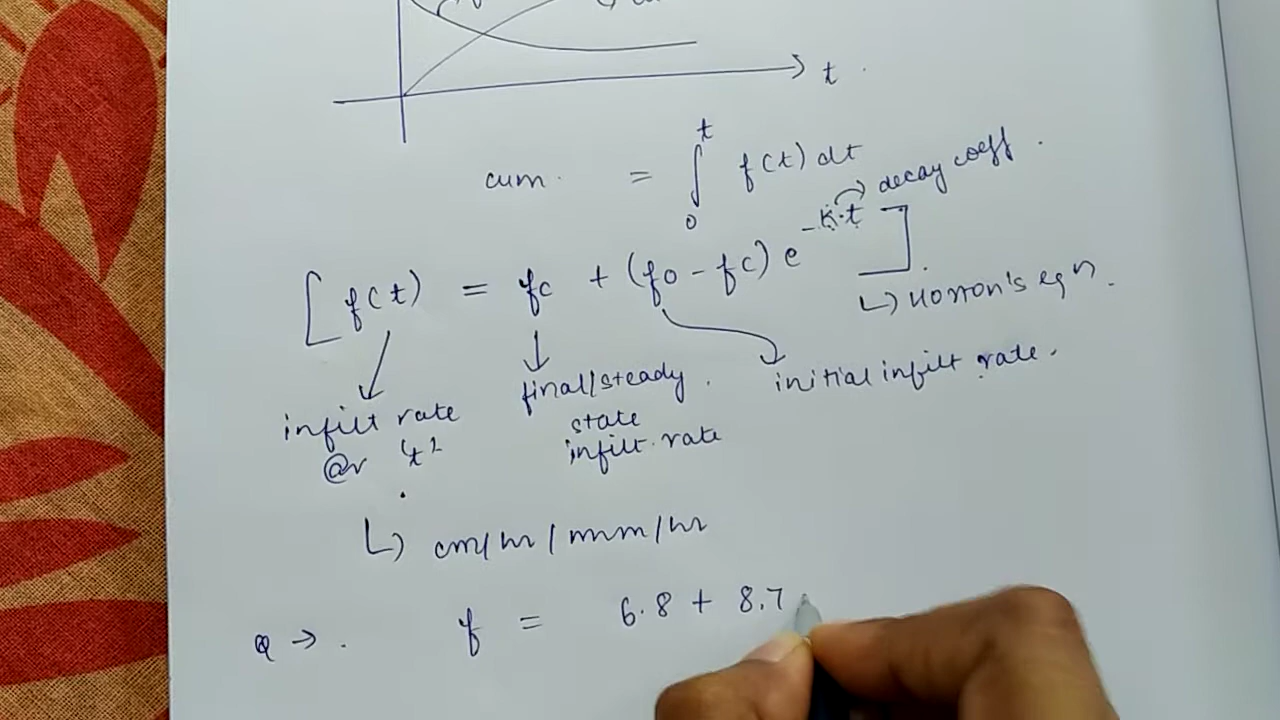 t
cum. = ∫₀ᵗ f(t) dt
[f(t) = fc + (fo - fc) e^(-k.t)] → decay coeff.
↳ Horton's eqn.
infilt rate @ 't'
final/steady state infilt. rate
initial infilt rate.
↳ cm/hr / mm/hr
Q → . f = 6.8 + 8.7